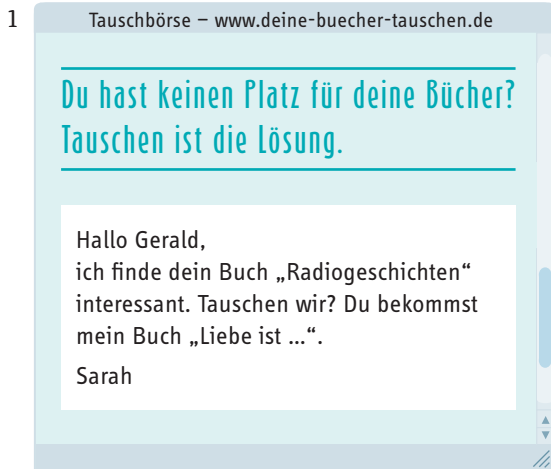 1
Tauschbörse – www.deine-buecher-tauschen.de
Du hast keinen Platz für deine Bücher?
Tauschen ist die Lösung.
Hallo Gerald,
ich finde dein Buch „Radiogeschichten“
interessant. Tauschen wir? Du bekommst
mein Buch „Liebe ist ...“.
Sarah